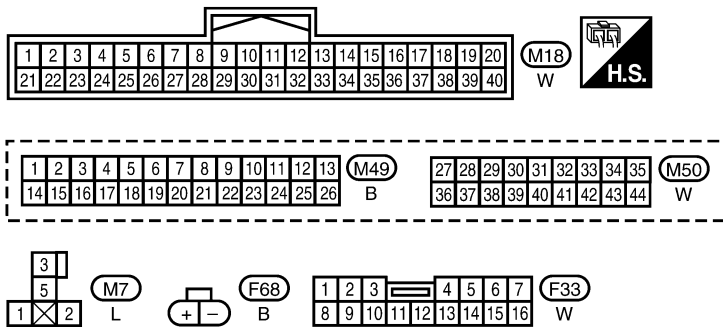 1 2 3 4 5 6 7 8 9 10 11 12 13 14 15 16 17 18 19 20 M18
21 22 23 24 25 26 27 28 29 30 31 32 33 34 35 36 37 38 39 40 W
H.S.
1 2 3 4 5 6 7 8 9 10 11 12 13 M49
14 15 16 17 18 19 20 21 22 23 24 25 26 B
27 28 29 30 31 32 33 34 35 M50
36 37 38 39 40 41 42 43 44 W
3
5 M7
1 2 L
F68
+ − B
1 2 3 4 5 6 7 F33
8 9 10 11 12 13 14 15 16 W